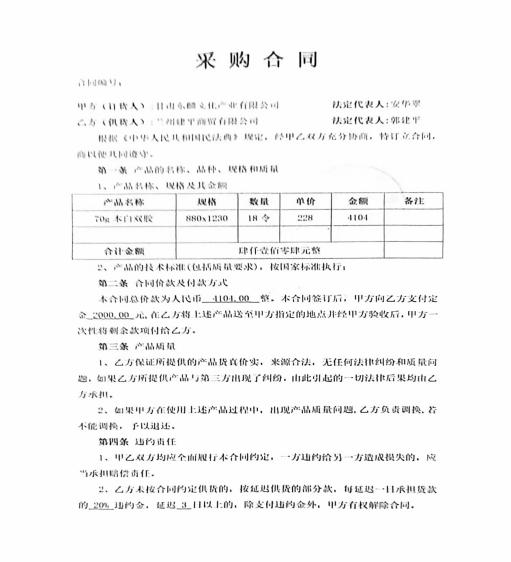 采购合同
合同编号：
甲方（订货人）：甘肃东麟文化产业有限公司 法定代表人：安华翠
乙方（供货人）：兰州建平商贸有限公司 法定代表人：郭建平
根据《中华人民共和国民法典》规定，经甲乙双方充分协商，特订立合同，
商以便共同遵守。
第一条 产品的名称、品种、规格和质量
1、产品名称、规格及其金额
产品名称 规格 数量 单价 金额 备注
70g 本白双胶 880x1230 18 令 228 4104
合计金额 肆仟壹佰零肆元整
2、产品的技术标准(包括质量要求)，按国家标准执行；
第二条 合同价款及付款方式
本合同总价款为人民币 4104.00 整。本合同签订后，甲方向乙方支付定
金 2000.00 元,在乙方将上述产品送至甲方指定的地点并经甲方验收后,甲方一
次性将剩余款项付给乙方。
第三条 产品质量
1、乙方保证所提供的产品货真价实，来源合法，无任何法律纠纷和质量问
题，如果乙方所提供产品与第三方出现了纠纷，由此引起的一切法律后果均由乙
方承担。
2、如果甲方在使用上述产品过程中，出现产品质量问题,乙方负责调换,若
不能调换，予以退还。
第四条 违约责任
1、甲乙双方均应全面履行本合同约定，一方违约给另一方造成损失的，应
当承担赔偿责任。
2、乙方未按合同约定供货的，按延迟供货的部分款，每延迟一日承担货款
的 20% 违约金，延迟 3 日以上的，除支付违约金外，甲方有权解除合同。